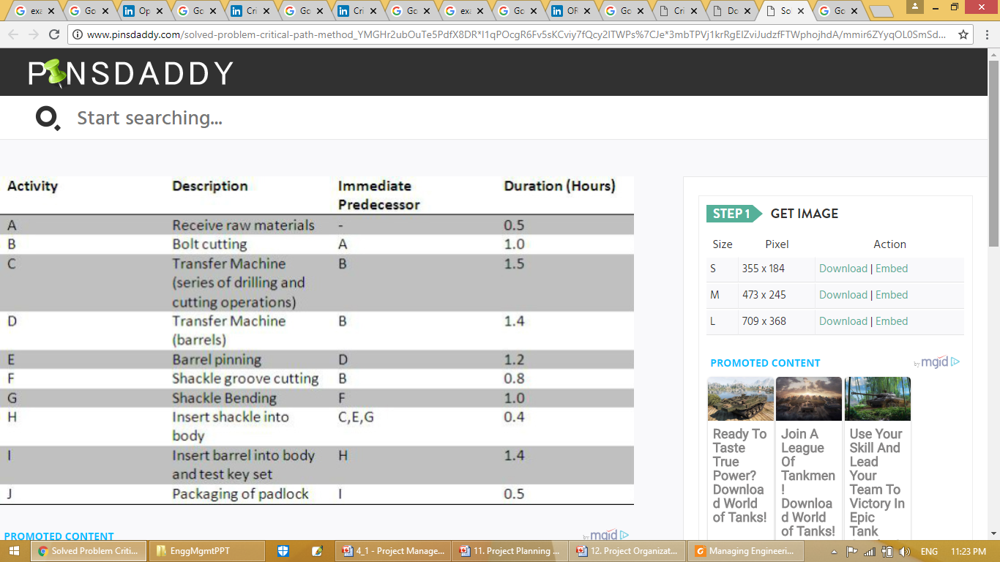 exa
Goo
Op
Go
Cri
Go
Cri
Go
exa
Go
OR
Go
Cri
Do
So
Go
www.pinsdaddy.com/solved-problem-critical-path-method_YMGHr2ubOuTe5PdfX8DR*I1qPOcgR6Fv5sKCviy7fQcy2ITWPs%7CJe*3mbTPVj1krRgEIZviJudzfFTWphojhdA/mmir6ZYyqOL0SmSd...
PINSDADDY
Start searching...
Activity Description Immediate Predecessor Duration (Hours)
A Receive raw materials - 0.5
B Bolt cutting A 1.0
C Transfer Machine B 1.5
(series of drilling and
cutting operations)
D Transfer Machine B 1.4
(barrels)
E Barrel pinning D 1.2
F Shackle groove cutting B 0.8
G Shackle Bending F 1.0
H Insert shackle into C,E,G 0.4
body
I Insert barrel into body H 1.4
and test key set
J Packaging of padlock I 0.5
PROMOTED CONTENT
by mgid
STEP 1 GET IMAGE
Size Pixel Action
S 355 x 184 Download | Embed
M 473 x 245 Download | Embed
L 709 x 368 Download | Embed
PROMOTED CONTENT
by mgid
Ready To
Taste
True
Power?
Downloa
d World
of Tanks!
Join A
League
Of
Tankmen
!
Downloa
d World
of Tanks!
Use Your
Skill And
Lead
Your
Team To
Victory In
Epic
Tank
Solved Problem Criti...
EnggMgmtPPT
4_1 - Project Manage...
11. Project Planning ...
12. Project Organizat...
Managing Engineeri...
ENG
11:23 PM